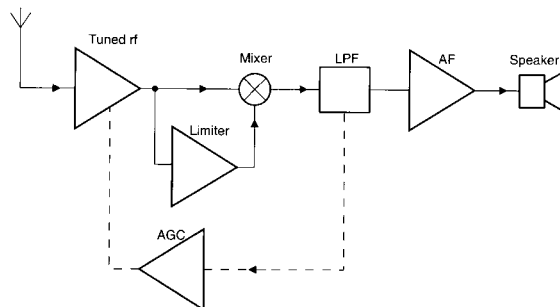 Tuned rf
Mixer
LPF
AF
Speaker
Limiter
AGC